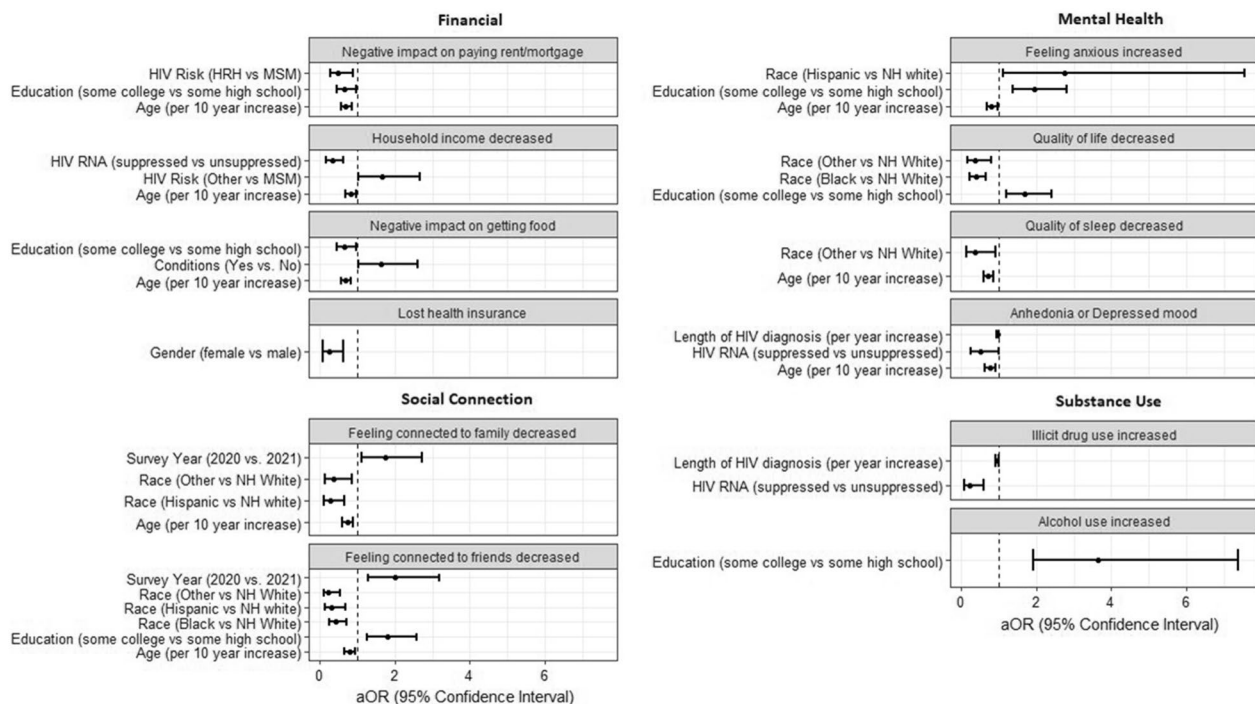 Financial
Negative impact on paying rent/mortgage
HIV Risk (HRH vs MSM)
Education (some college vs some high school)
Age (per 10 year increase)
Household income decreased
HIV RNA (suppressed vs unsuppressed)
HIV Risk (Other vs MSM)
Age (per 10 year increase)
Negative impact on getting food
Education (some college vs some high school)
Conditions (Yes vs. No)
Age (per 10 year increase)
Lost health insurance
Gender (female vs male)
Social Connection
Feeling connected to family decreased
Survey Year (2020 vs. 2021)
Race (Other vs NH White)
Race (Hispanic vs NH white)
Age (per 10 year increase)
Feeling connected to friends decreased
Survey Year (2020 vs. 2021)
Race (Other vs NH White)
Race (Hispanic vs NH white)
Race (Black vs NH White)
Education (some college vs some high school)
Age (per 10 year increase)
0 2 4 6
aOR (95% Confidence Interval)
Mental Health
Feeling anxious increased
Race (Hispanic vs NH white)
Education (some college vs some high school)
Age (per 10 year increase)
Quality of life decreased
Race (Other vs NH White)
Race (Black vs NH White)
Education (some college vs some high school)
Quality of sleep decreased
Race (Other vs NH White)
Age (per 10 year increase)
Anhedonia or Depressed mood
Length of HIV diagnosis (per year increase)
HIV RNA (suppressed vs unsuppressed)
Age (per 10 year increase)
Substance Use
Illicit drug use increased
Length of HIV diagnosis (per year increase)
HIV RNA (suppressed vs unsuppressed)
Alcohol use increased
Education (some college vs some high school)
0 2 4 6
aOR (95% Confidence Interval)